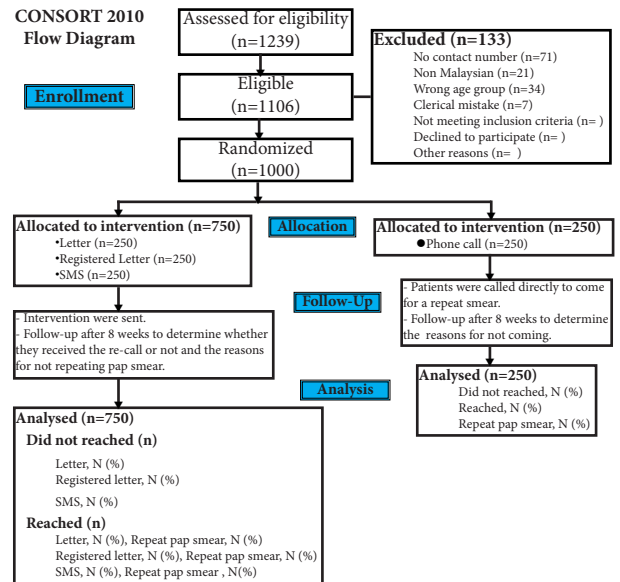 CONSORT 2010
Flow Diagram
Assessed for eligibility
(n=1239)
Excluded (n=133)
No contact number (n=71)
Non Malaysian (n=21)
Wrong age group (n=34)
Clerical mistake (n=7)
Not meeting inclusion criteria (n= )
Declined to participate (n= )
Other reasons (n= )
Enrollment
Eligible
(n=1106)
Randomized
(n=1000)
Allocation
Allocated to intervention (n=750)
•Letter (n=250)
•Registered Letter (n=250)
•SMS (n=250)
Allocated to intervention (n=250)
●Phone call (n=250)
Follow-Up
- Intervention were sent.
- Follow-up after 8 weeks to determine whether
they received the re-call or not and the reasons
for not repeating pap smear.
- Patients were called directly to come
for a repeat smear.
- Follow-up after 8 weeks to determine
the reasons for not coming.
Analysis
Analysed (n=750)
Did not reached (n)
Letter, N (%)
Registered letter, N (%)
SMS, N (%)
Reached (n)
Letter, N (%), Repeat pap smear, N (%)
Registered letter, N (%), Repeat pap smear, N (%)
SMS, N (%), Repeat pap smear , N(%)
Analysed (n=250)
Did not reached, N (%)
Reached, N (%)
Repeat pap smear, N (%)